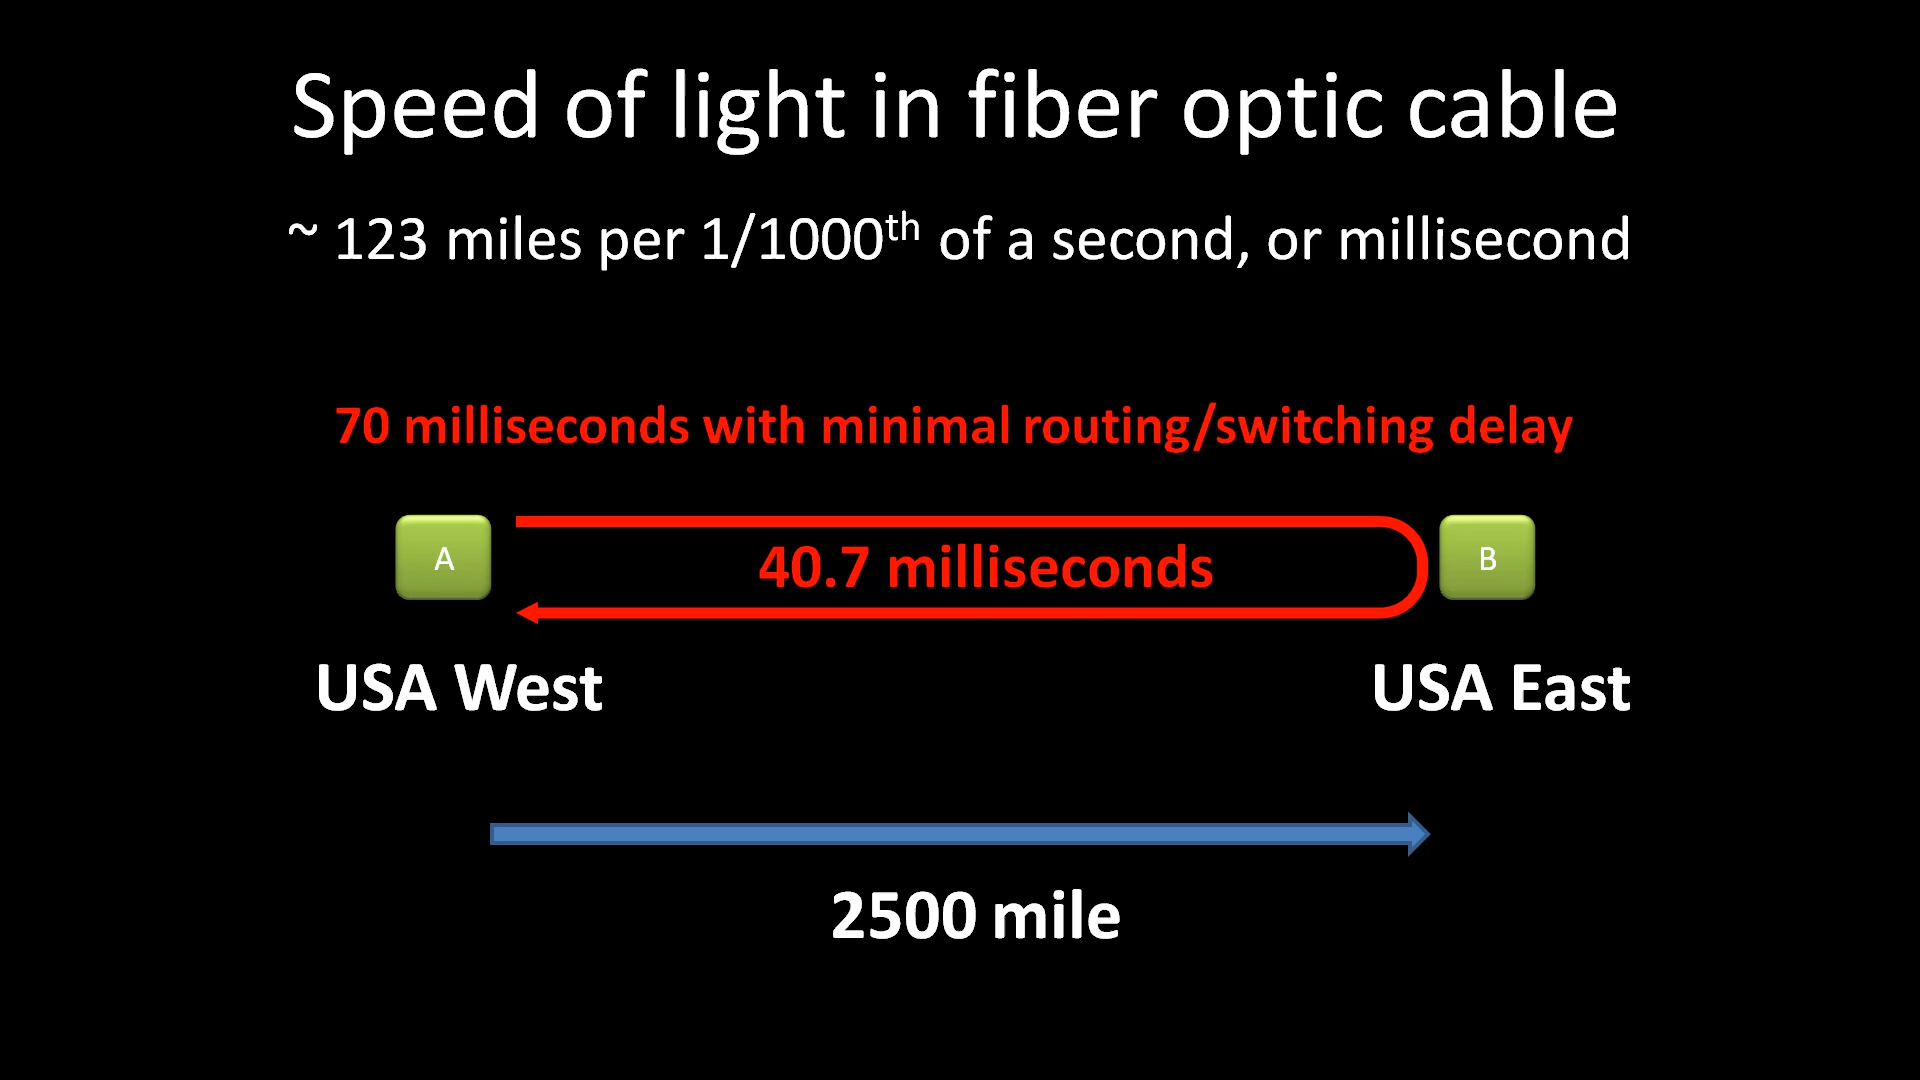 Speed of light in fiber optic cable
~ 123 miles per 1/1000th of a second, or millisecond
70 milliseconds with minimal routing/switching delay
A
40.7 milliseconds
B
USA West
USA East
2500 mile